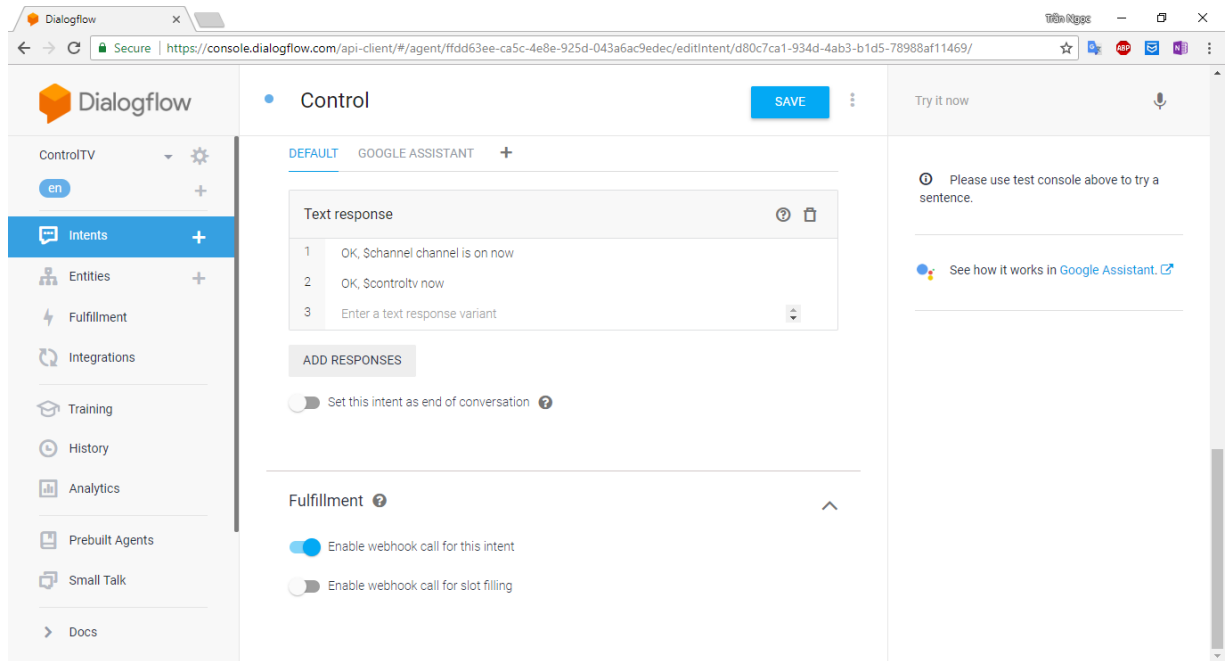 Dialogflow
Trần Ngọc
Secure | https://console.dialogflow.com/api-client/#/agent/ffdd63ee-ca5c-4e8e-925d-043a6ac9edec/editIntent/d80c7ca1-934d-4ab3-b1d5-78988af11469/
ABP
N
Dialogflow
Control
SAVE
Try it now
ControlTV
en
Intents
Entities
Fulfillment
Integrations
Training
History
Analytics
Prebuilt Agents
Small Talk
Docs
DEFAULT GOOGLE ASSISTANT
Text response
1 OK, $channel channel is on now
2 OK, $controltv now
3 Enter a text response variant
ADD RESPONSES
Set this intent as end of conversation
Fulfillment
Enable webhook call for this intent
Enable webhook call for slot filling
Please use test console above to try a
sentence.
See how it works in Google Assistant.